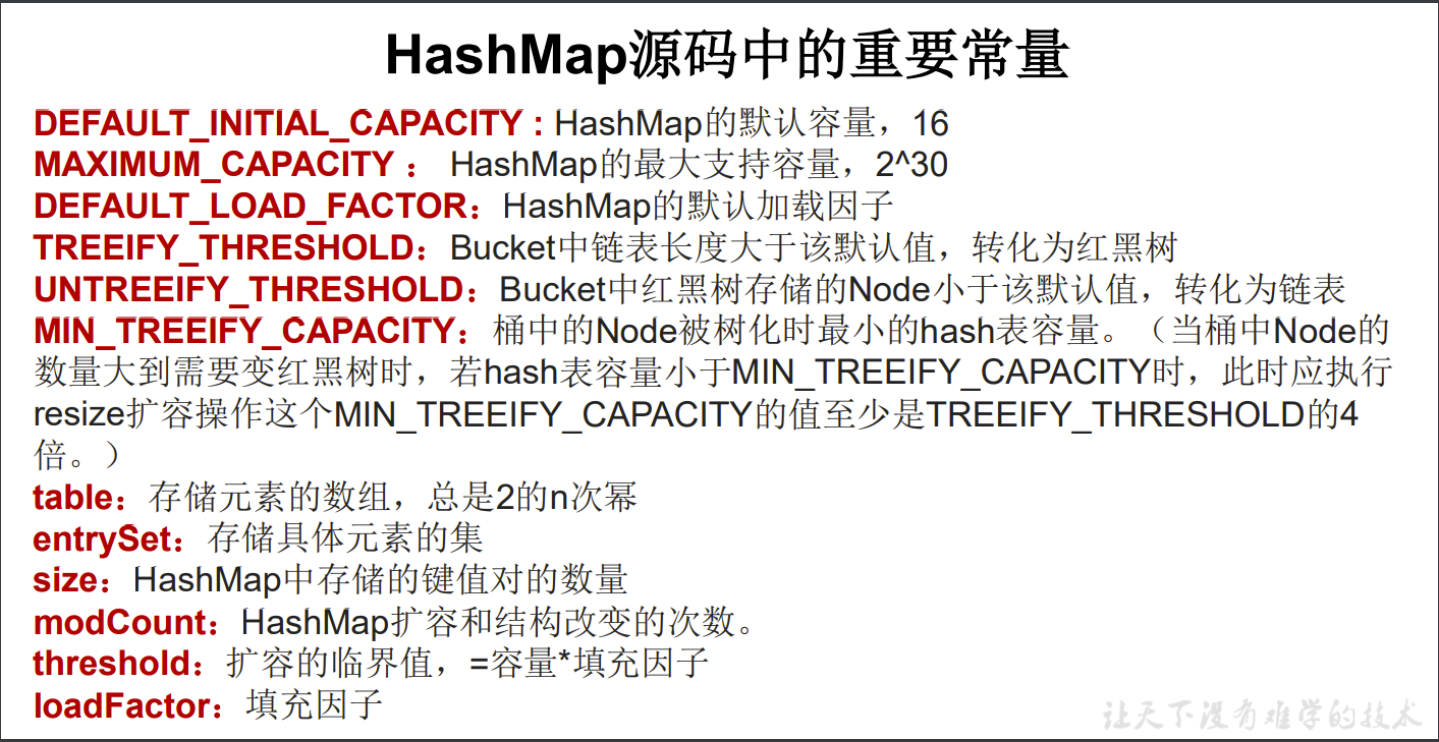 HashMap源码中的重要常量
DEFAULT_INITIAL_CAPACITY : HashMap的默认容量，16
MAXIMUM_CAPACITY ： HashMap的最大支持容量，2^30
DEFAULT_LOAD_FACTOR：HashMap的默认加载因子
TREEIFY_THRESHOLD：Bucket中链表长度大于该默认值，转化为红黑树
UNTREEIFY_THRESHOLD：Bucket中红黑树存储的Node小于该默认值，转化为链表
MIN_TREEIFY_CAPACITY：桶中的Node被树化时最小的hash表容量。（当桶中Node的
数量大到需要变红黑树时，若hash表容量小于MIN_TREEIFY_CAPACITY时，此时应执行
resize扩容操作这个MIN_TREEIFY_CAPACITY的值至少是TREEIFY_THRESHOLD的4
倍。）
table：存储元素的数组，总是2的n次幂
entrySet：存储具体元素的集
size：HashMap中存储的键值对的数量
modCount：HashMap扩容和结构改变的次数。
threshold：扩容的临界值，=容量*填充因子
loadFactor：填充因子
让天下没有难学的技术